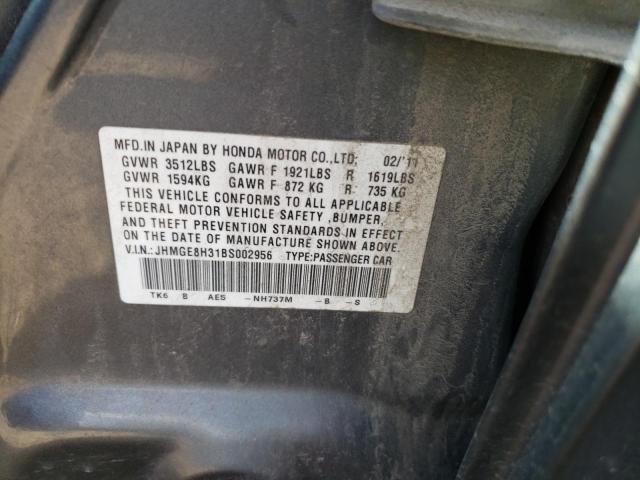 MFD.IN JAPAN BY HONDA MOTOR CO.,LTD; 02/'11
GVWR 3512LBS GAWR F 1921LBS R 1619LBS
GVWR 1594KG GAWR F 872 KG R 735 KG
THIS VEHICLE CONFORMS TO ALL APPLICABLE
FEDERAL MOTOR VEHICLE SAFETY ,BUMPER,
AND THEFT PREVENTION STANDARDS IN EFFECT
ON THE DATE OF MANUFACTURE SHOWN ABOVE.
V.I.N.: JHMGE8H31BS002956 TYPE:PASSENGER CAR
TK6 B AES -NH737M -B -S